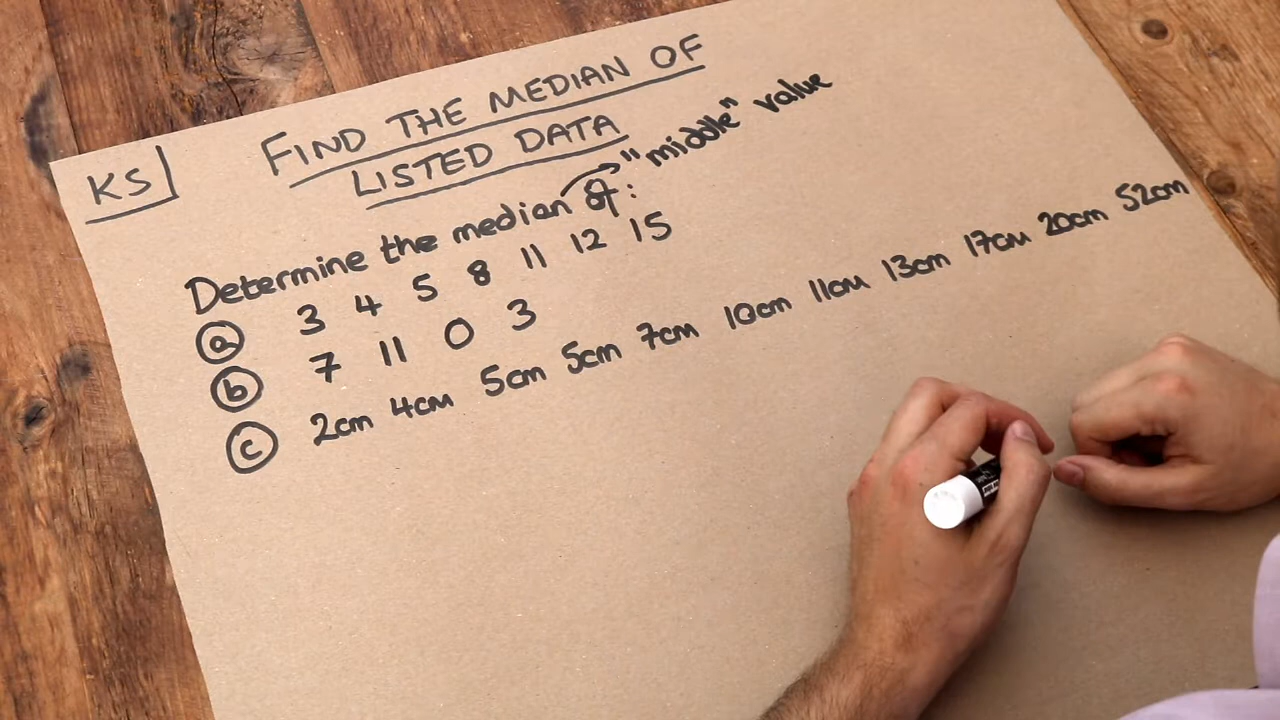 KS
FIND THE MEDIAN OF
LISTED DATA
Determine the median of: "middle" value
a 3 4 5 8 11 12 15
b 7 11 0 3
c 2cm 4cm 5cm 5cm 7cm 10cm 11cm 13cm 17cm 20cm 52cm